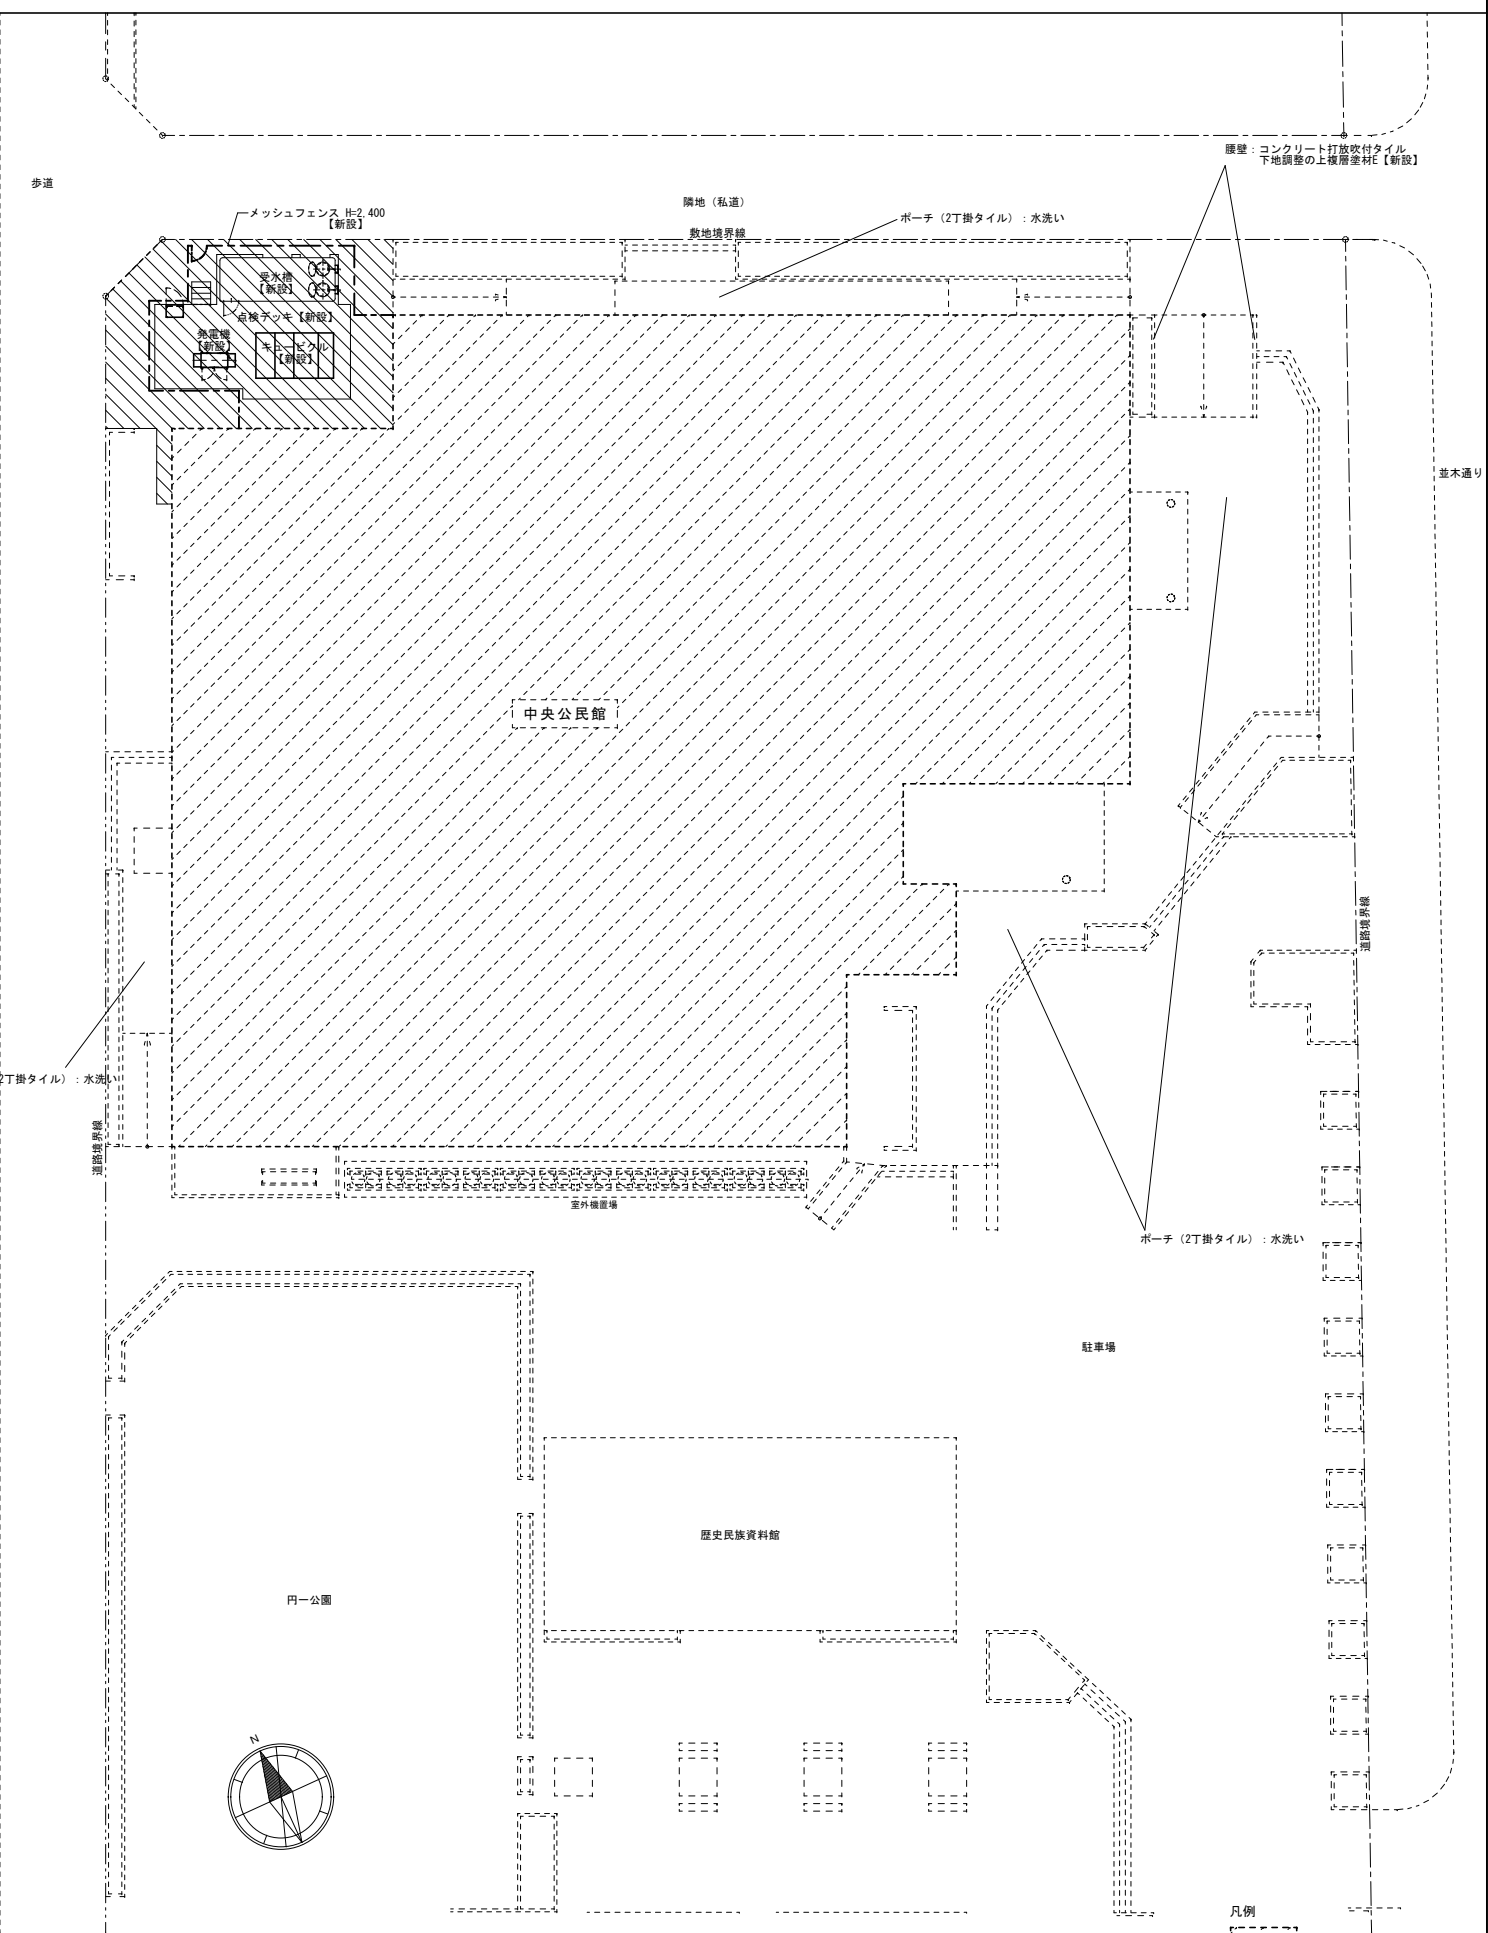 腰壁：コンクリート打放吹付タイル
下地調整の上複層塗材E【新設】
歩道
隣地（私道）
メッシュフェンス H=2,400
【新設】
ポーチ（2丁掛タイル）：水洗い
敷地境界線
受水槽
【新設】
点検デッキ【新設】
発電機
【新設】
キュービクル
【新設】
並木通り
中央公民館
道路境界線
2丁掛タイル）：水洗い
道路境界線
室外機置場
ポーチ（2丁掛タイル）：水洗い
駐車場
歴史民族資料館
円一公園
N
凡例